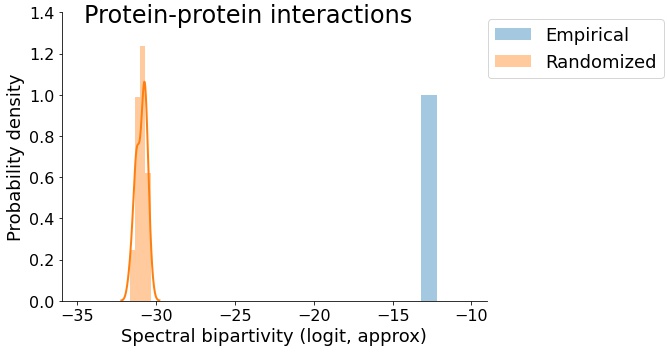 Protein-protein interactions
Empirical
Randomized
Probability density
1.4
1.2
1.0
0.8
0.6
0.4
0.2
0.0
−35 −30 −25 −20 −15 −10
Spectral bipartivity (logit, approx)